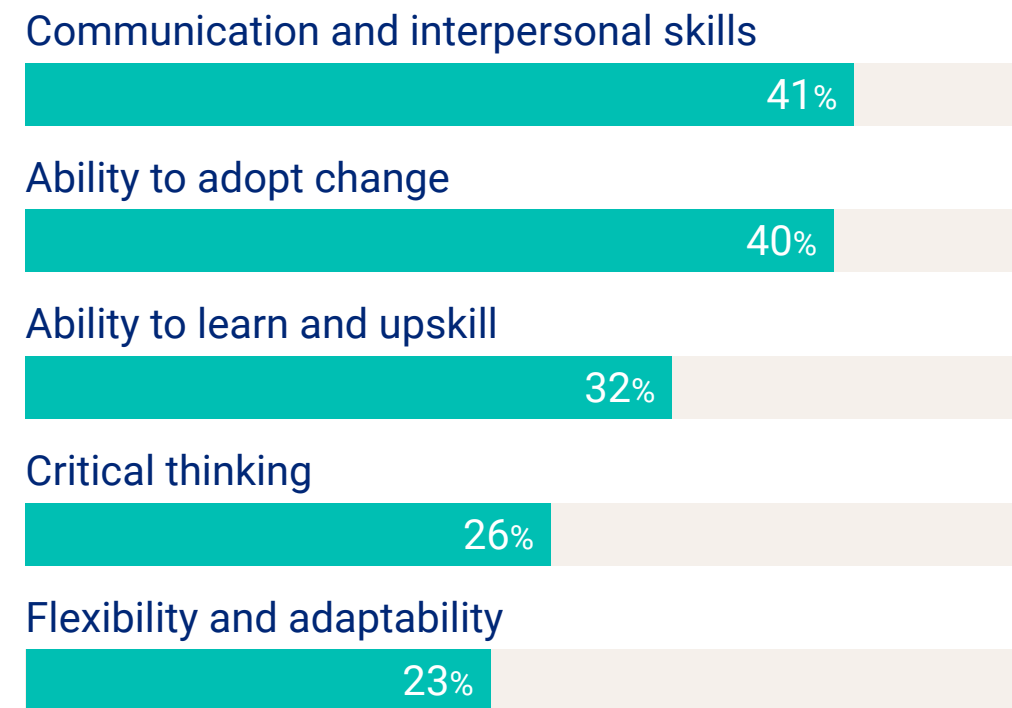 Communication and interpersonal skills
41%
Ability to adopt change
40%
Ability to learn and upskill
32%
Critical thinking
26%
Flexibility and adaptability
23%